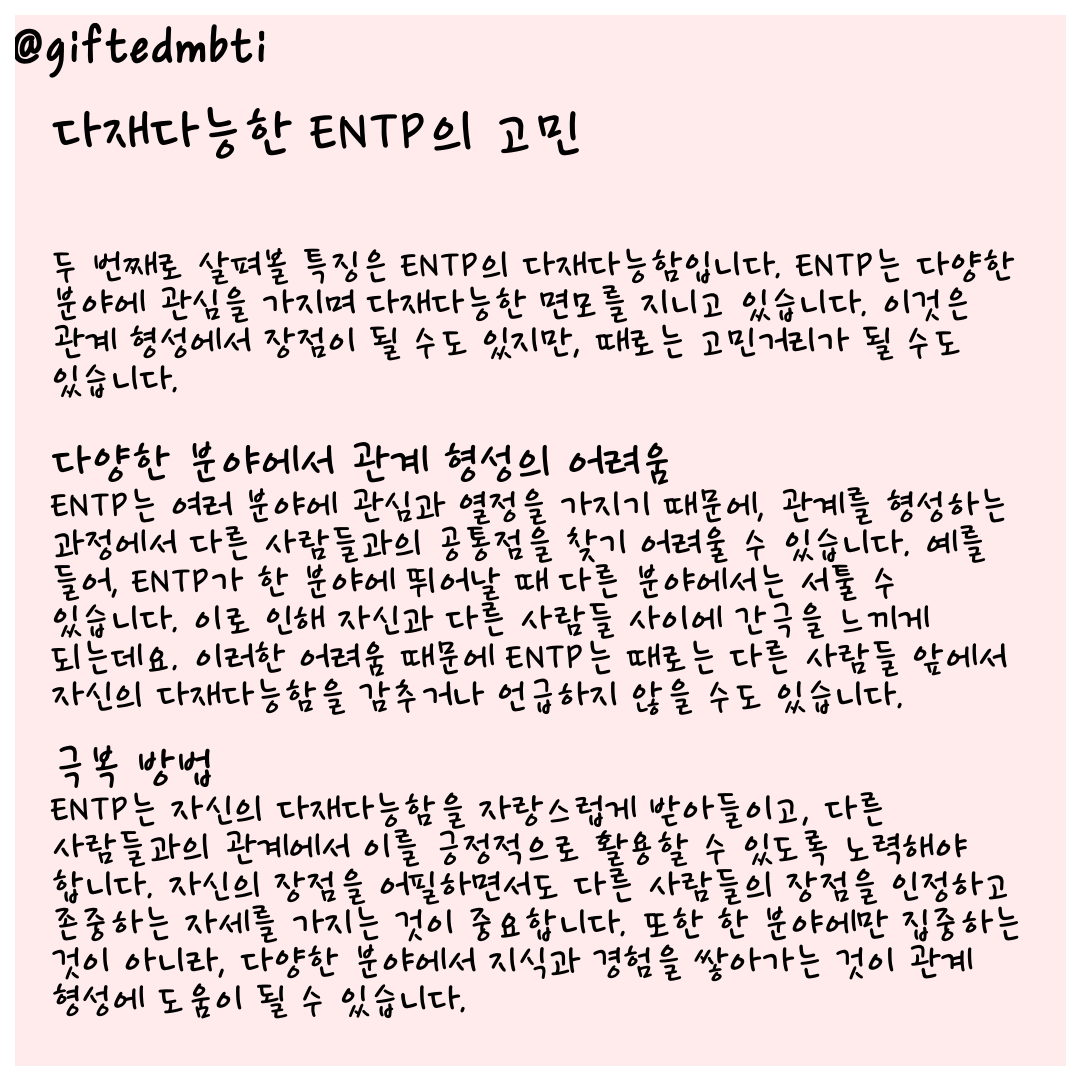 @giftedmbti
다재다능한 ENTP의 고민
두 번째로 살펴볼 특징은 ENTP의 다재다능함입니다. ENTP는 다양한
분야에 관심을 가지며 다재다능한 면모를 지니고 있습니다. 이것은
관계 형성에서 장점이 될 수도 있지만, 때로는 고민거리가 될 수도
있습니다.
다양한 분야에서 관계 형성의 어려움
ENTP는 여러 분야에 관심과 열정을 가지기 때문에, 관계를 형성하는
과정에서 다른 사람들과의 공통점을 찾기 어려울 수 있습니다. 예를
들어, ENTP가 한 분야에 뛰어날 때 다른 분야에서는 서툴 수
있습니다. 이로 인해 자신과 다른 사람들 사이에 간극을 느끼게
되는데요. 이러한 어려움 때문에 ENTP는 때로는 다른 사람들 앞에서
자신의 다재다능함을 감추거나 언급하지 않을 수도 있습니다.
극복 방법
ENTP는 자신의 다재다능함을 자랑스럽게 받아들이고, 다른
사람들과의 관계에서 이를 긍정적으로 활용할 수 있도록 노력해야
합니다. 자신의 장점을 어필하면서도 다른 사람들의 장점을 인정하고
존중하는 자세를 가지는 것이 중요합니다. 또한 한 분야에만 집중하는
것이 아니라, 다양한 분야에서 지식과 경험을 쌓아가는 것이 관계
형성에 도움이 될 수 있습니다.